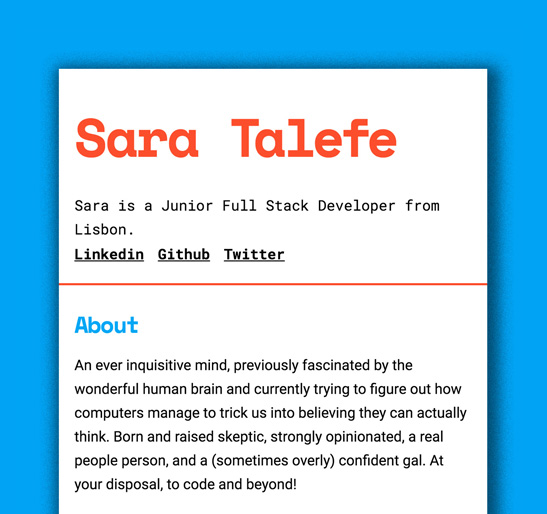 Sara Talefe
Sara is a Junior Full Stack Developer from
Lisbon.
Linkedin Github Twitter
About
An ever inquisitive mind, previously fascinated by the
wonderful human brain and currently trying to figure out how
computers manage to trick us into believing they can actually
think. Born and raised skeptic, strongly opinionated, a real
people person, and a (sometimes overly) confident gal. At
your disposal, to code and beyond!